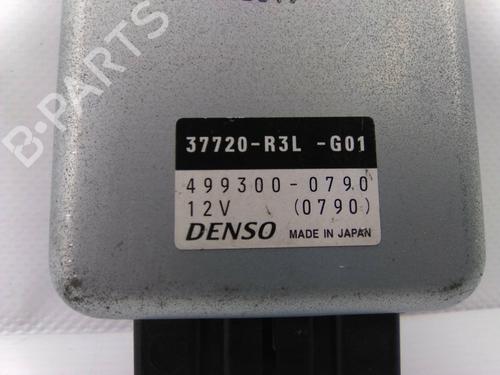 B-PARTS
37720-R3L -G01
499300-0790
12V (0790)
DENSO MADE IN JAPAN